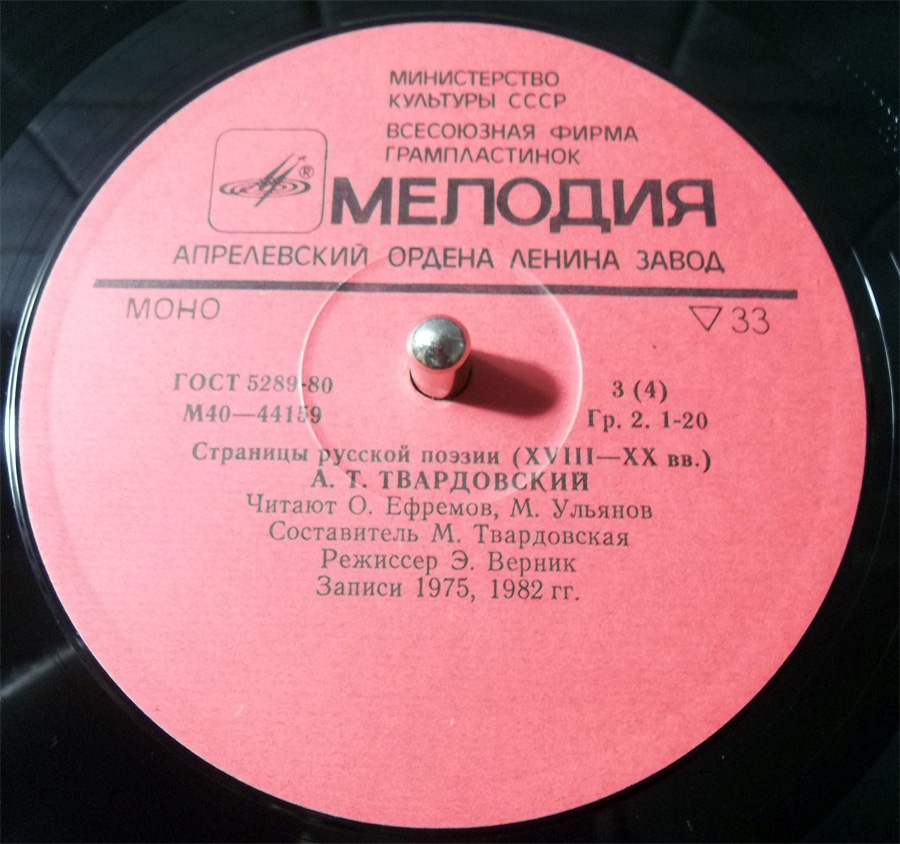 МИНИСТЕРСТВО
КУЛЬТУРЫ СССР
ВСЕСОЮЗНАЯ ФИРМА
ГРАМПЛАСТИНОК
® МЕЛОДИЯ
АПРЕЛЕВСКИЙ ОРДЕНА ЛЕНИНА ЗАВОД
МОНО ▽ 33
ГОСТ 5289-80 3 (4)
М40—44159 Гр. 2. 1-20
Страницы русской поэзии (XVIII—XX вв.)
А. Т. ТВАРДОВСКИЙ
Читают О. Ефремов, М. Ульянов
Составитель М. Твардовская
Режиссер Э. Верник
Записи 1975, 1982 гг.